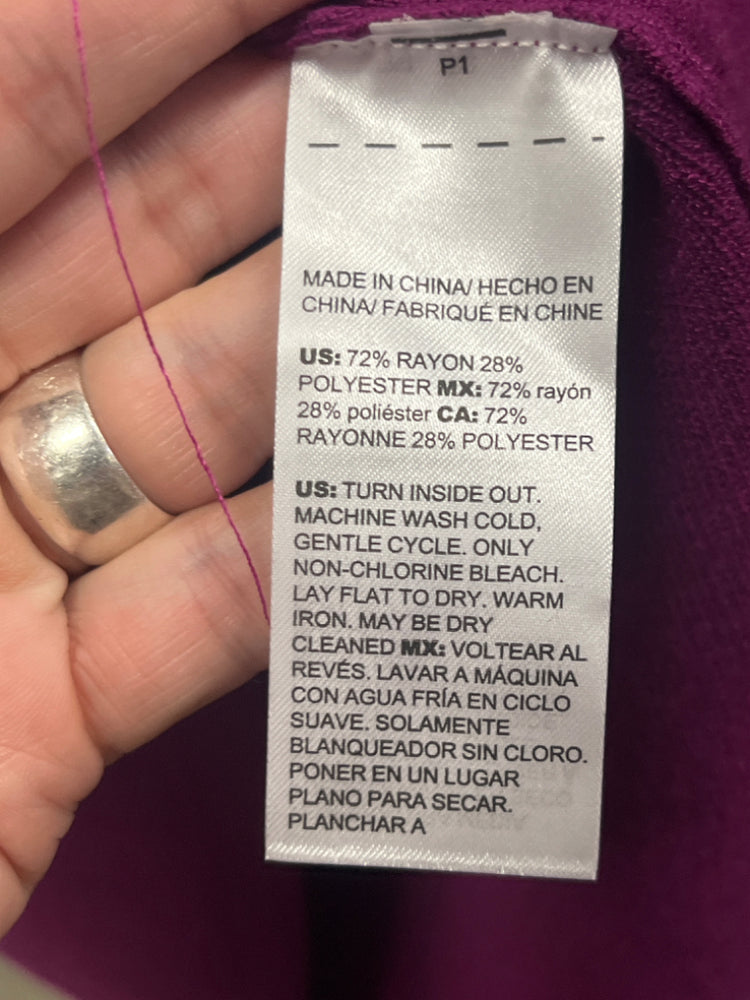 P1
MADE IN CHINA/ HECHO EN
CHINA/ FABRIQUÉ EN CHINE
US: 72% RAYON 28%
POLYESTER MX: 72% rayón
28% poliéster CA: 72%
RAYONNE 28% POLYESTER
US: TURN INSIDE OUT.
MACHINE WASH COLD,
GENTLE CYCLE. ONLY
NON-CHLORINE BLEACH.
LAY FLAT TO DRY. WARM
IRON. MAY BE DRY
CLEANED MX: VOLTEAR AL
REVÉS. LAVAR A MÁQUINA
CON AGUA FRÍA EN CICLO
SUAVE. SOLAMENTE
BLANQUEADOR SIN CLORO.
PONER EN UN LUGAR
PLANO PARA SECAR.
PLANCHAR A